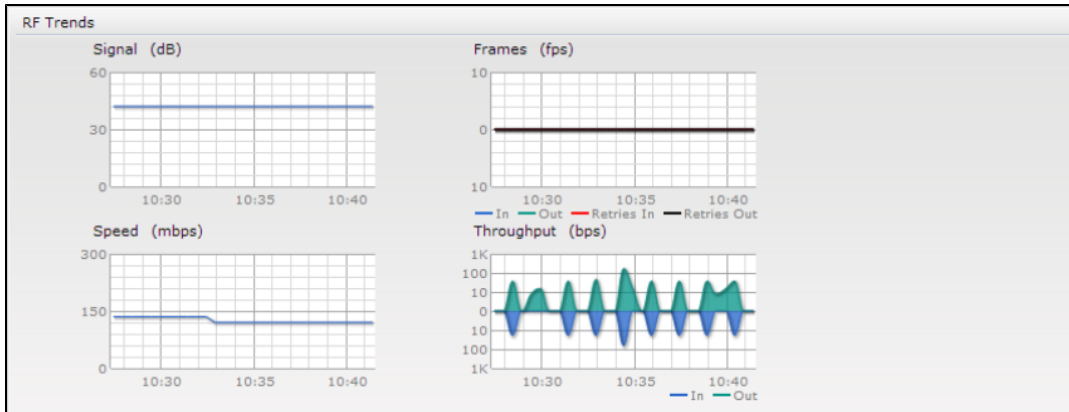 RF Trends
Signal (dB)
60
30
0
10:30 10:35 10:40
Frames (fps)
10
0
10
10:30 10:35 10:40
In Out Retries In Retries Out
Speed (mbps)
300
150
0
10:30 10:35 10:40
Throughput (bps)
1K
100
10
0
10
100
1K
10:30 10:35 10:40
In Out